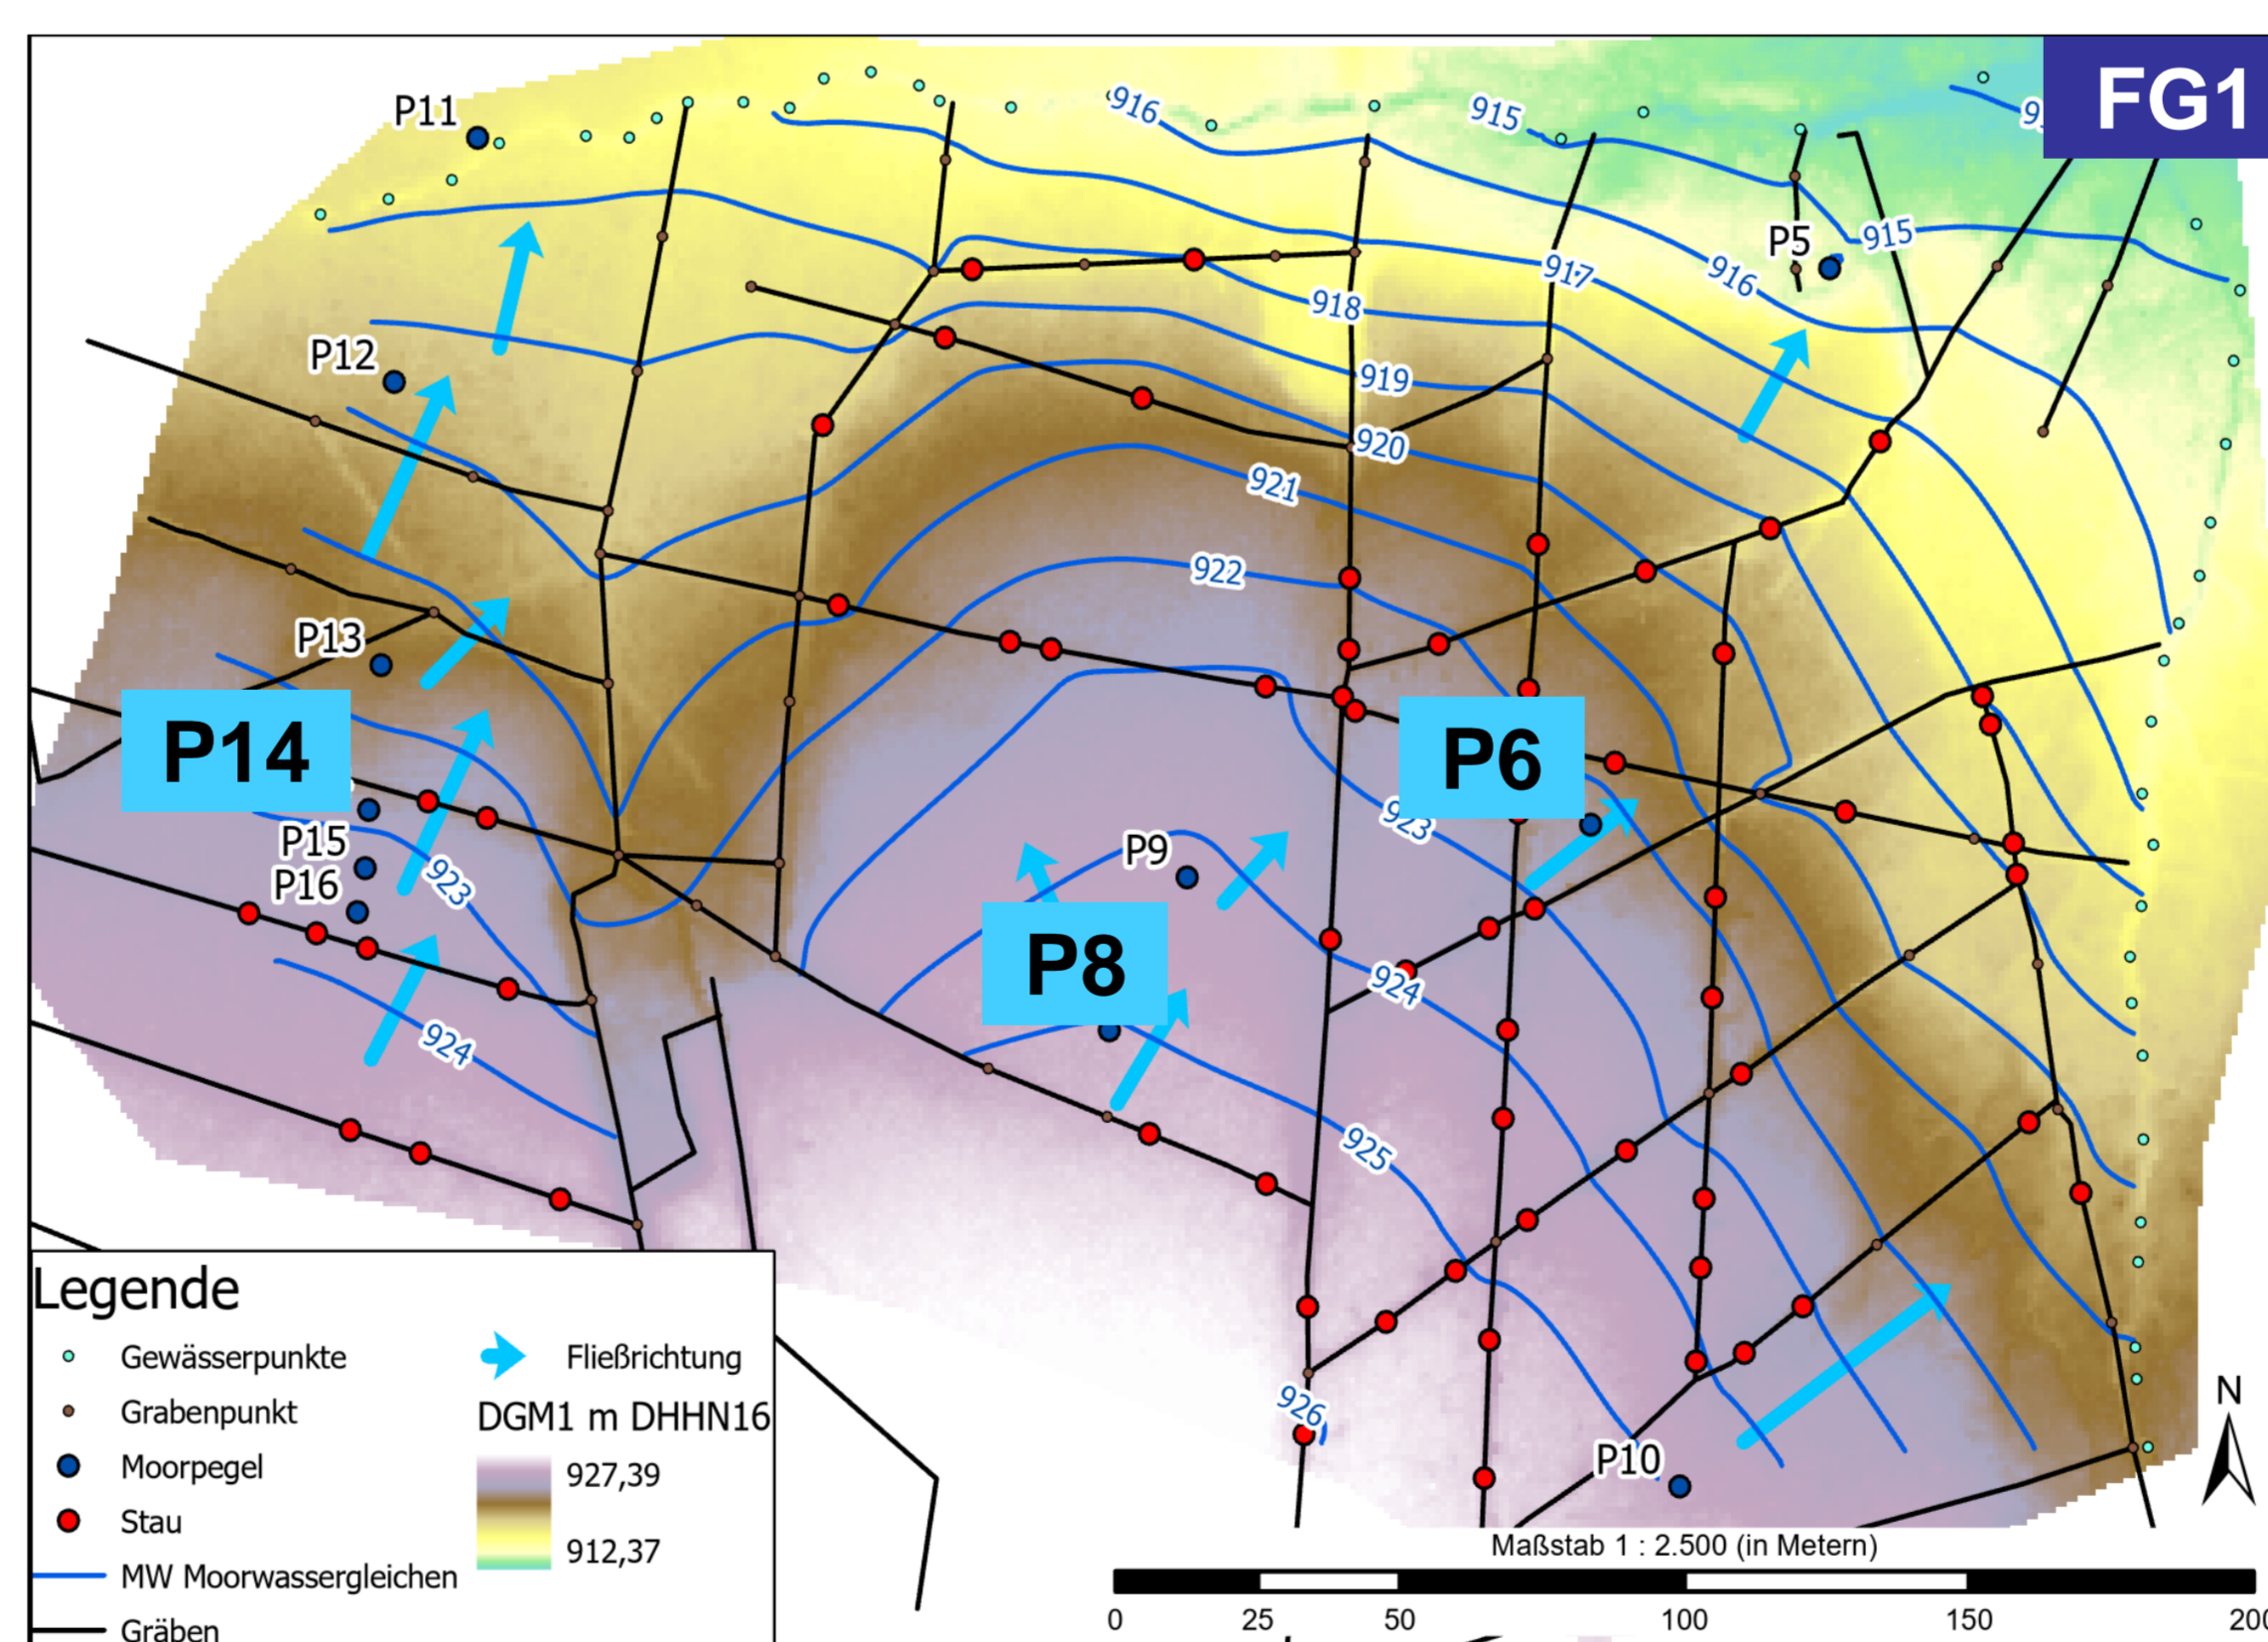 FG1
P11
916
915
915
P5
917
916
918
P12
919
920
921
922
P13
P14
P6
923
P15
P9
P16
923
P8
924
924
925
926
P10
N
Legende
Gewässerpunkte
Grabenpunkt
Moorpegel
Stau
MW Moorwassergleichen
Gräben
Fließrichtung
DGM1 m DHHN16
927,39
912,37
Maßstab 1 : 2.500 (in Metern)
0 25 50 100 150